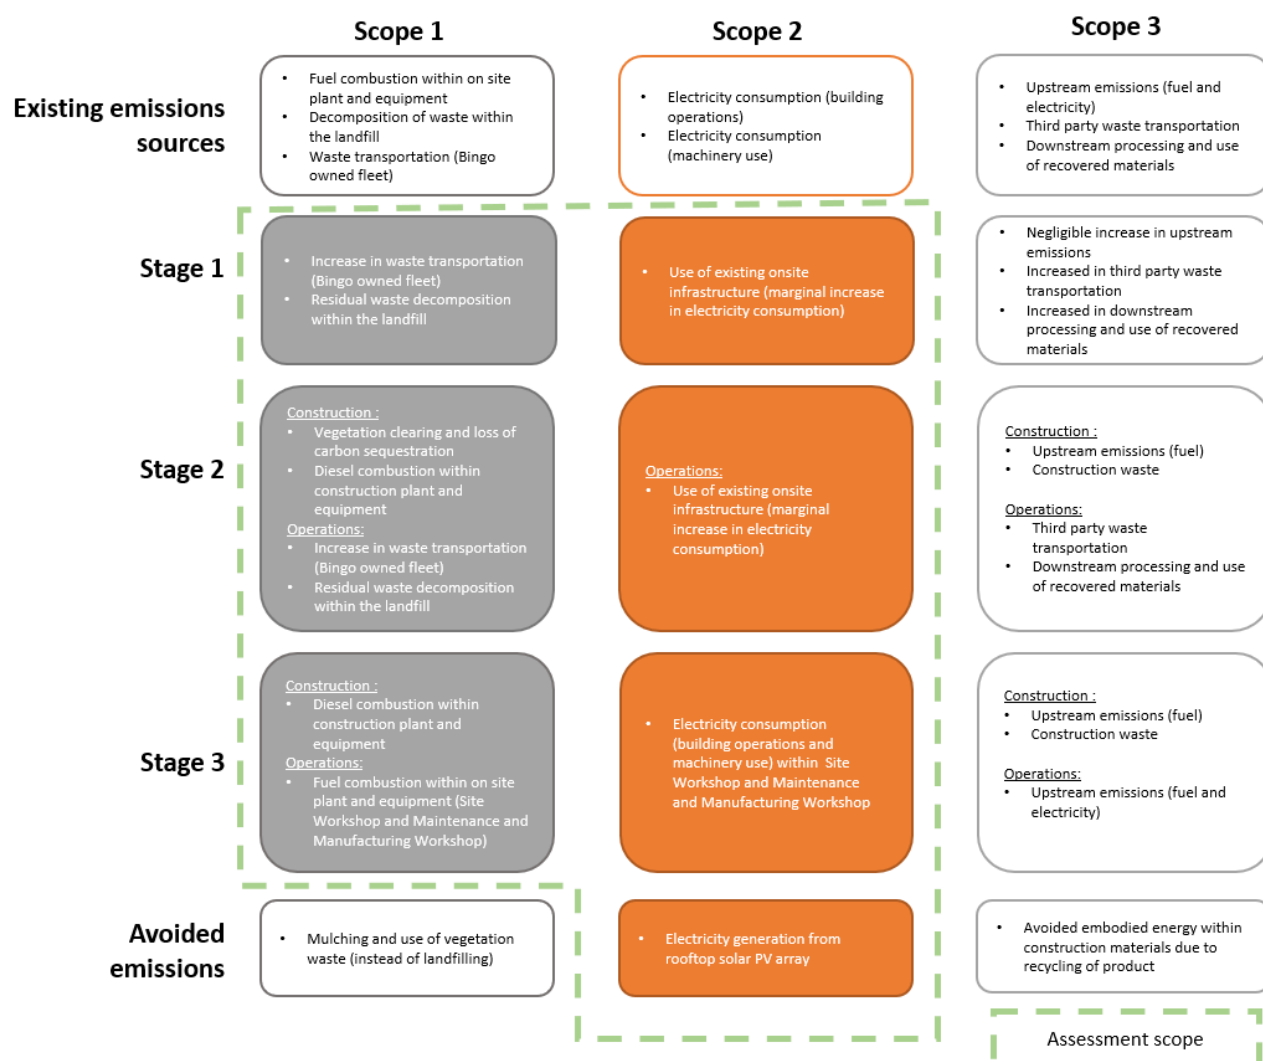 Scope 1
Scope 2
Scope 3
Existing emissions
sources
• Fuel combustion within on site
plant and equipment
• Decomposition of waste within
the landfill
• Waste transportation (Bingo
owned fleet)
• Electricity consumption (building
operations)
• Electricity consumption
(machinery use)
• Upstream emissions (fuel and
electricity)
• Third party waste transportation
• Downstream processing and use
of recovered materials
Stage 1
• Increase in waste transportation
(Bingo owned fleet)
• Residual waste decomposition
within the landfill
• Use of existing onsite
infrastructure (marginal increase
in electricity consumption)
• Negligible increase in upstream
emissions
• Increased in third party waste
transportation
• Increased in downstream
processing and use of recovered
materials
Stage 2
Construction :
• Vegetation clearing and loss of
carbon sequestration
• Diesel combustion within
construction plant and
equipment
Operations:
• Increase in waste transportation
(Bingo owned fleet)
• Residual waste decomposition
within the landfill
Operations:
• Use of existing onsite
infrastructure (marginal
increase in electricity
consumption)
Construction :
• Upstream emissions (fuel)
• Construction waste
Operations:
• Third party waste
transportation
• Downstream processing and use
of recovered materials
Stage 3
Construction :
• Diesel combustion within
construction plant and
equipment
Operations:
• Fuel combustion within on site
plant and equipment (Site
Workshop and Maintenance and
Manufacturing Workshop)
• Electricity consumption
(building operations and
machinery use) within Site
Workshop and Maintenance
and Manufacturing Workshop
Construction :
• Upstream emissions (fuel)
• Construction waste
Operations:
• Upstream emissions (fuel and
electricity)
Avoided
emissions
• Mulching and use of vegetation
waste (instead of landfilling)
• Electricity generation from
rooftop solar PV array
• Avoided embodied energy within
construction materials due to
recycling of product
Assessment scope